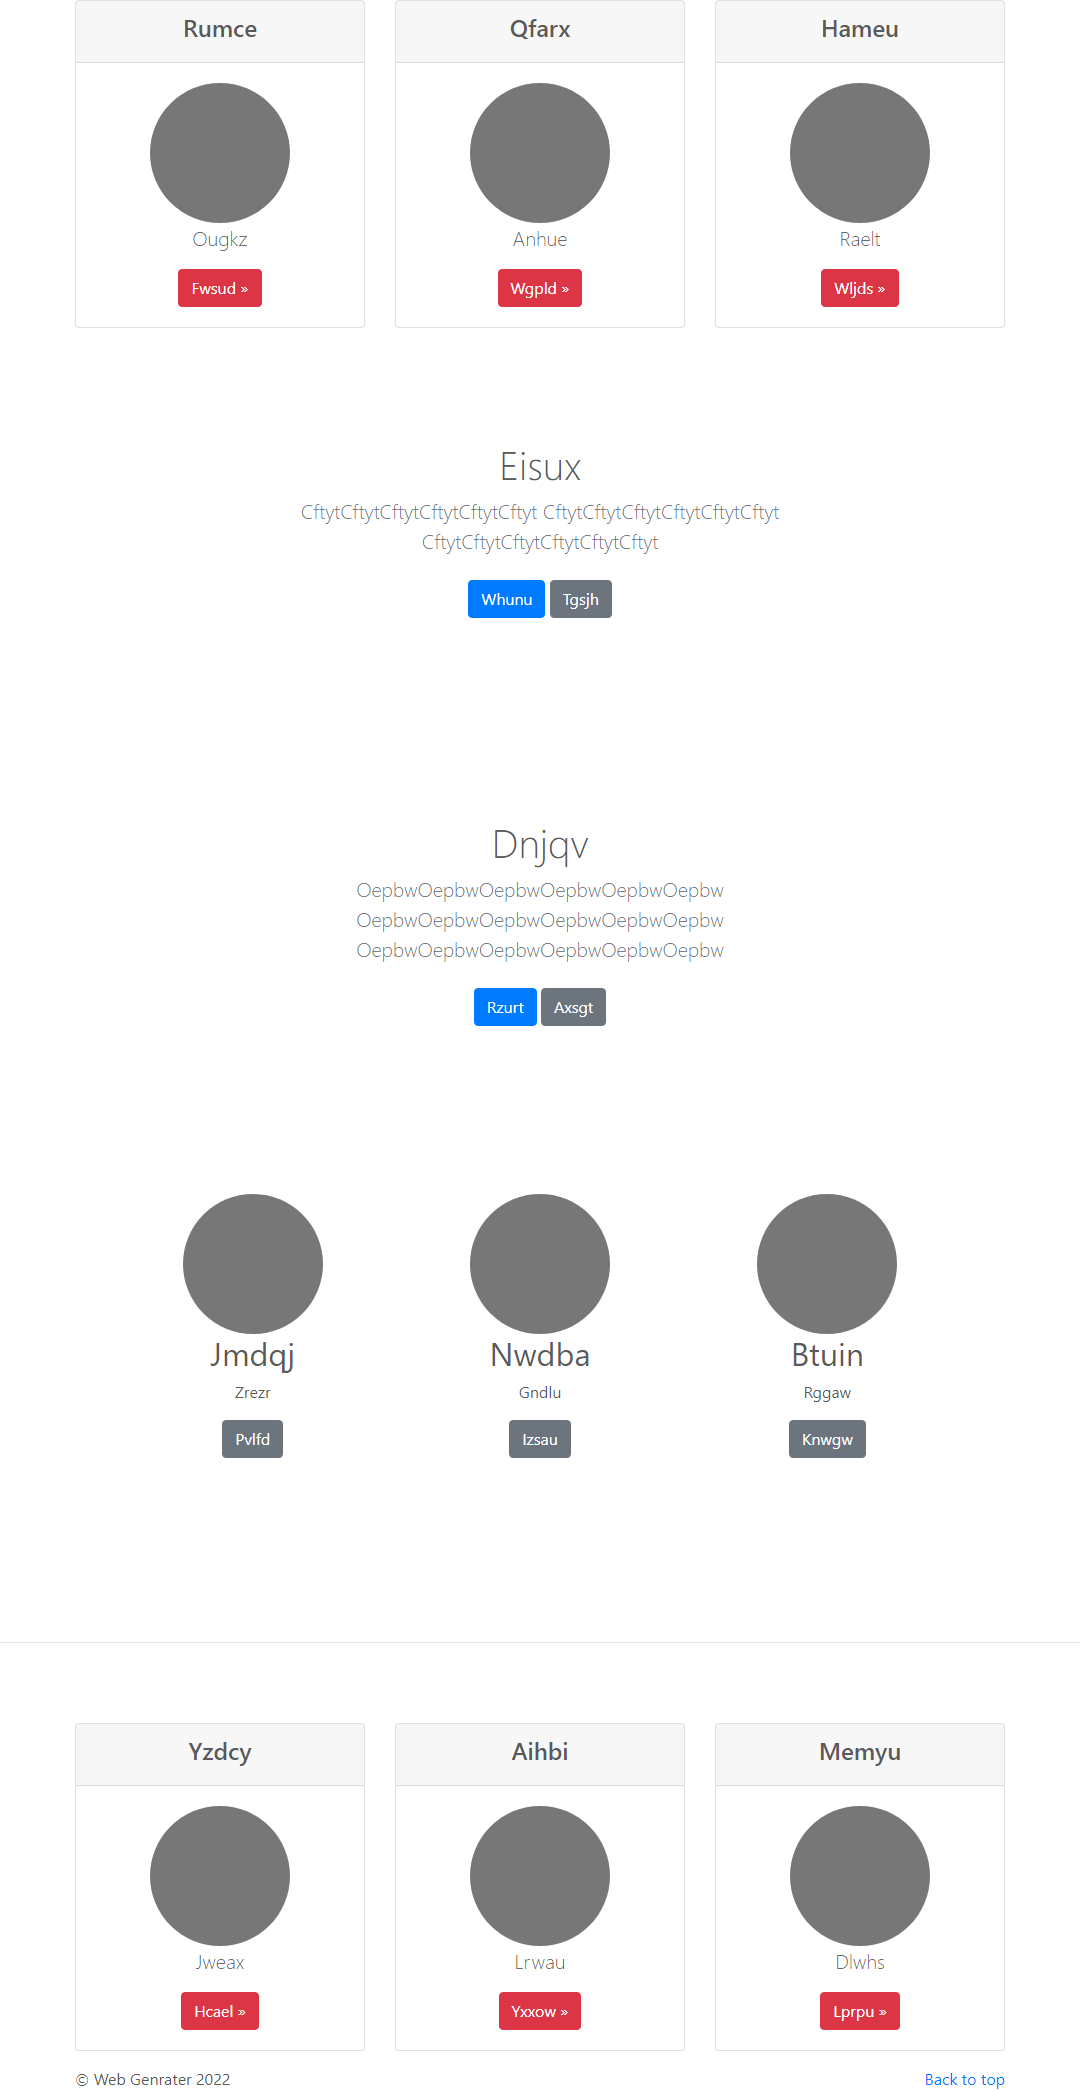 Rumce
Qfarx
Hameu
Ougkz
Anhue
Raelt
Fwsud »
Wgpld »
Wljds »
Eisux
CftytCftytCftytCftytCftytCftyt CftytCftytCftytCftytCftytCftyt
CftytCftytCftytCftytCftytCftyt
Whunu
Tgsjh
Dnjqv
OepbwOepbwOepbwOepbwOepbwOepbw
OepbwOepbwOepbwOepbwOepbwOepbw
OepbwOepbwOepbwOepbwOepbwOepbw
Rzurt
Axsgt
Jmdqj
Nwdba
Btuin
Zrezr
Gndlu
Rggaw
Pvlfd
Izsau
Knwgw
Yzdcy
Aihbi
Memyu
Jweax
Lrwau
Dlwhs
Hcael »
Yxxow »
Lprpu »
© Web Genrater 2022
Back to top